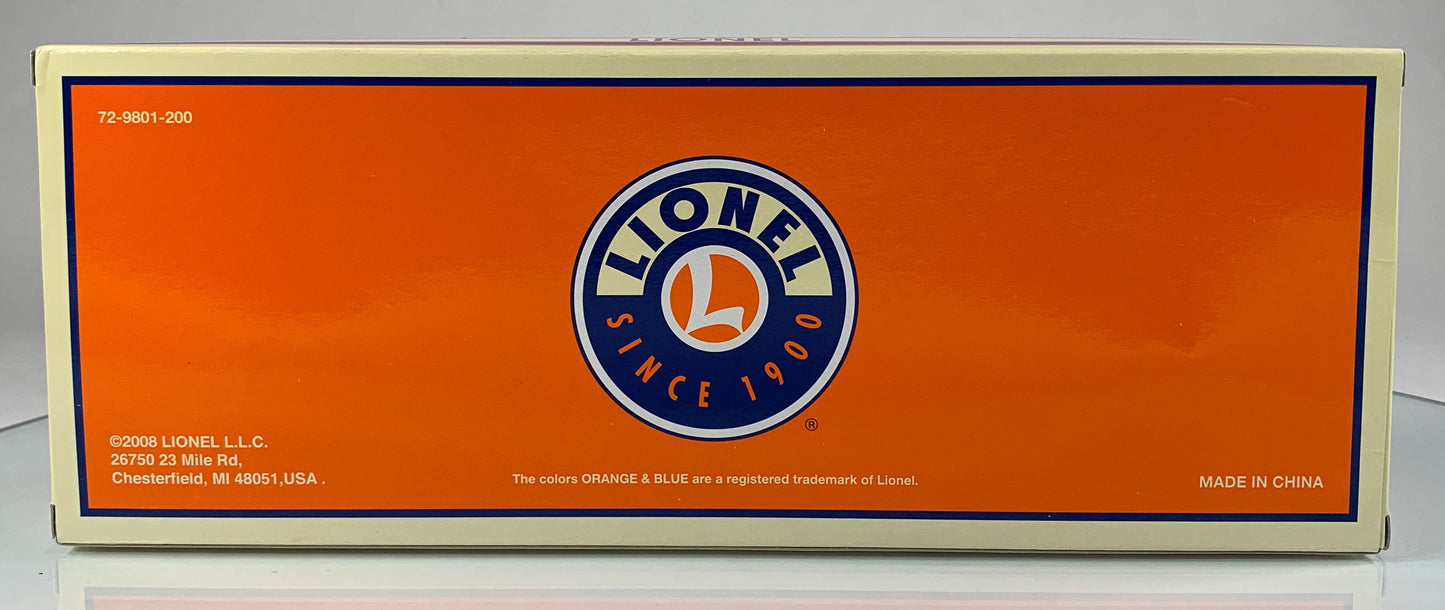 LIONEL
72-9801-200
LIONEL
L
SINCE 1900
®
©2008 LIONEL L.L.C.
26750 23 Mile Rd,
Chesterfield, MI 48051,USA .
The colors ORANGE & BLUE are a registered trademark of Lionel.
MADE IN CHINA